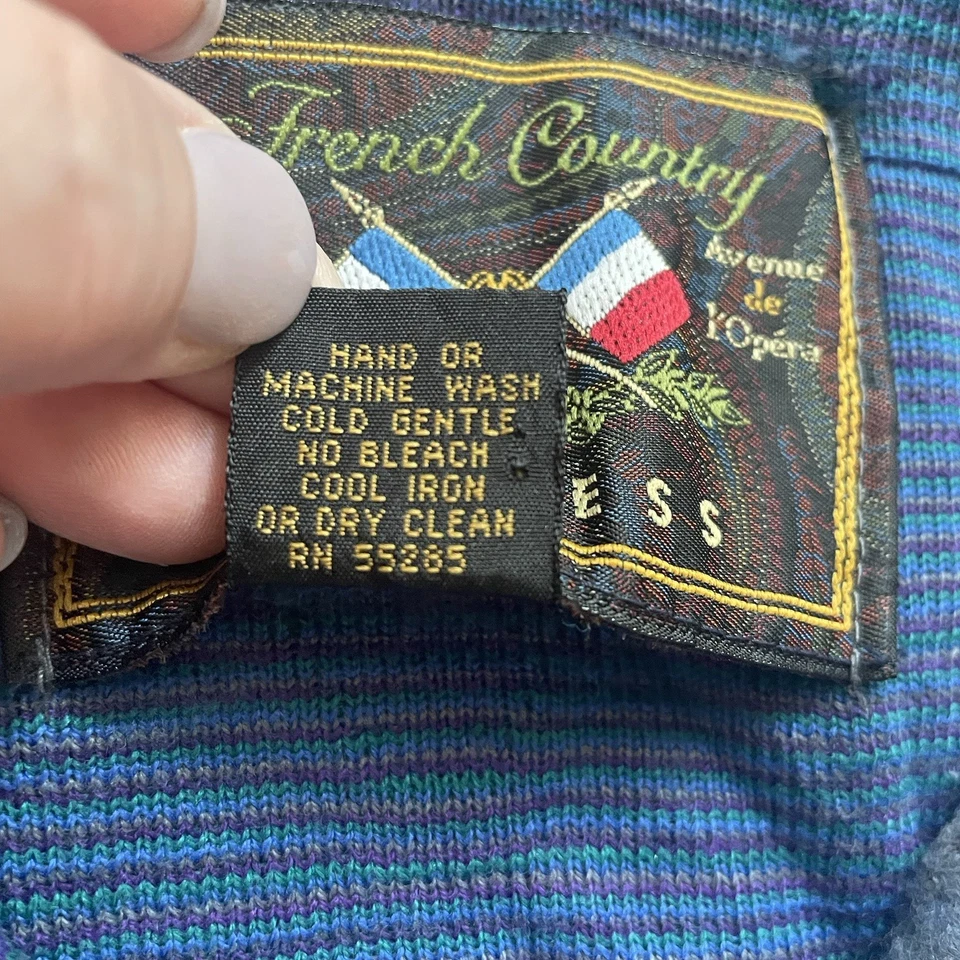 French Country
Avenue
de
l'Opéra
E S S
HAND OR
MACHINE WASH
COLD GENTLE
NO BLEACH
COOL IRON
OR DRY CLEAN
RN 55285